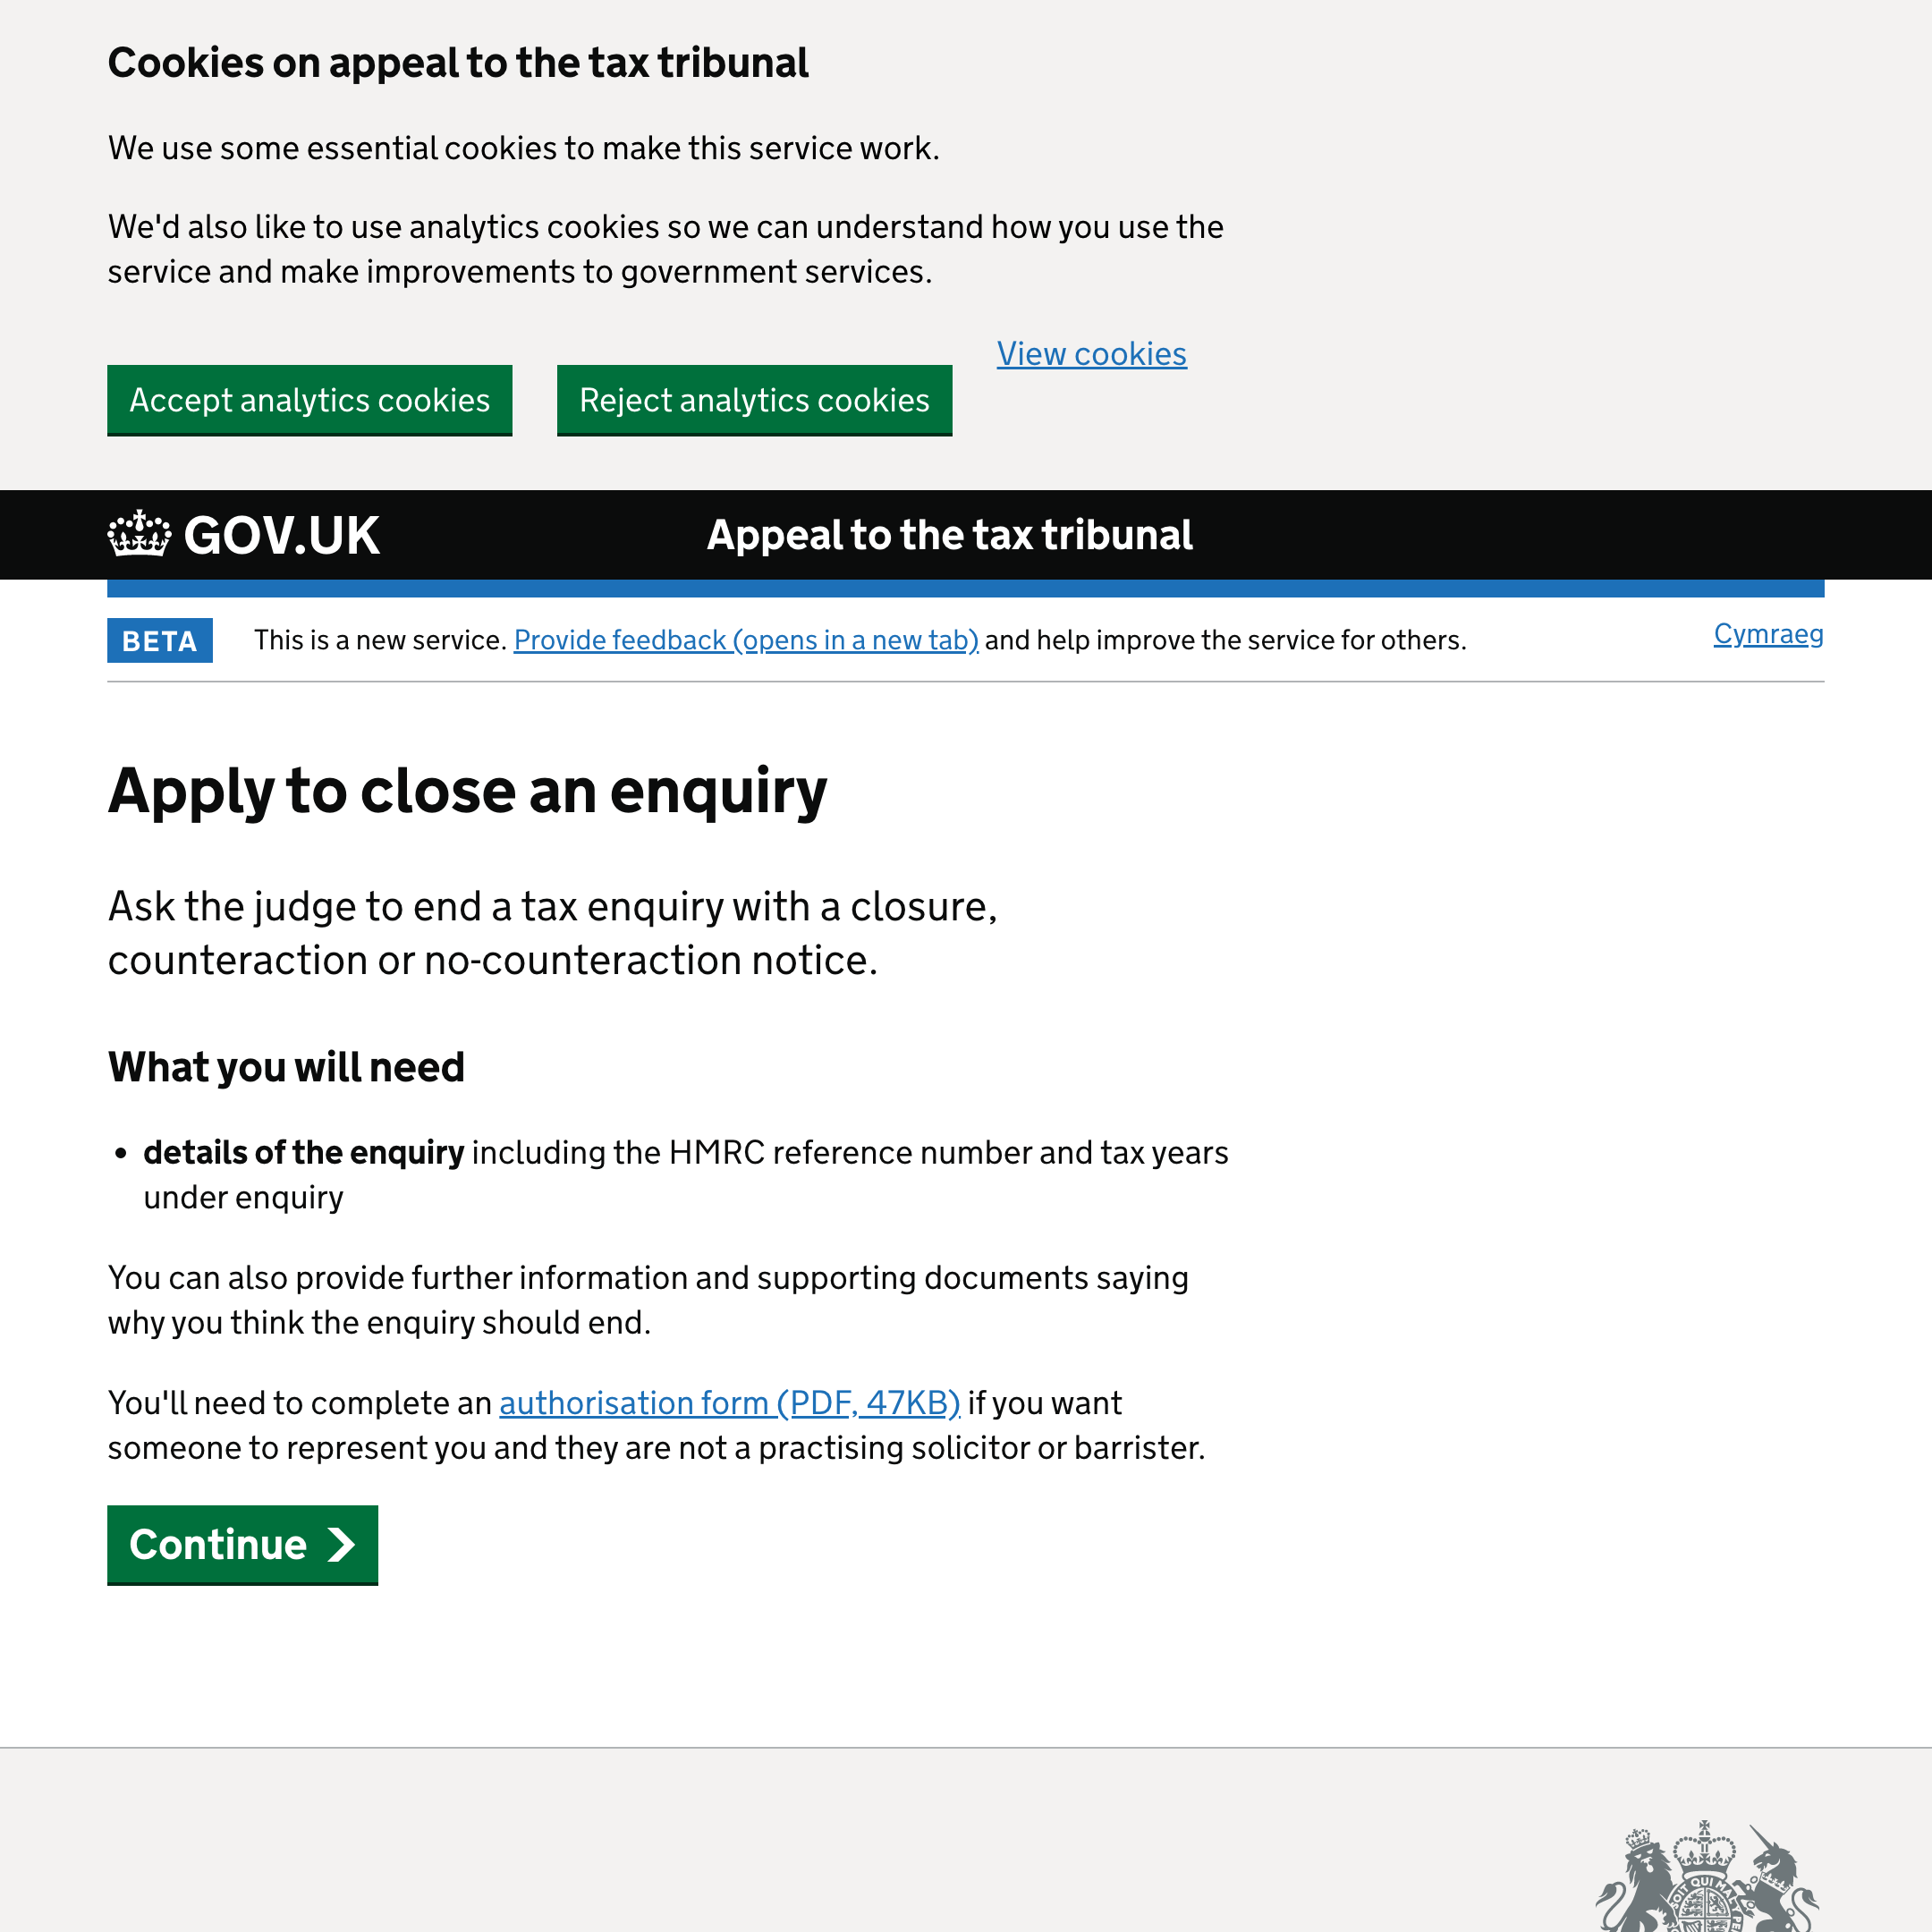 Cookies on appeal to the tax tribunal
We use some essential cookies to make this service work.
We'd also like to use analytics cookies so we can understand how you use the
service and make improvements to government services.
View cookies
Accept analytics cookies
Reject analytics cookies
GOV.UK
Appeal to the tax tribunal
BETA
This is a new service. Provide feedback (opens in a new tab) and help improve the service for others.
Cymraeg
Apply to close an enquiry
Ask the judge to end a tax enquiry with a closure,
counteraction or no-counteraction notice.
What you will need
• details of the enquiry including the HMRC reference number and tax years
under enquiry
You can also provide further information and supporting documents saying
why you think the enquiry should end.
You'll need to complete an authorisation form (PDF, 47KB) if you want
someone to represent you and they are not a practising solicitor or barrister.
Continue